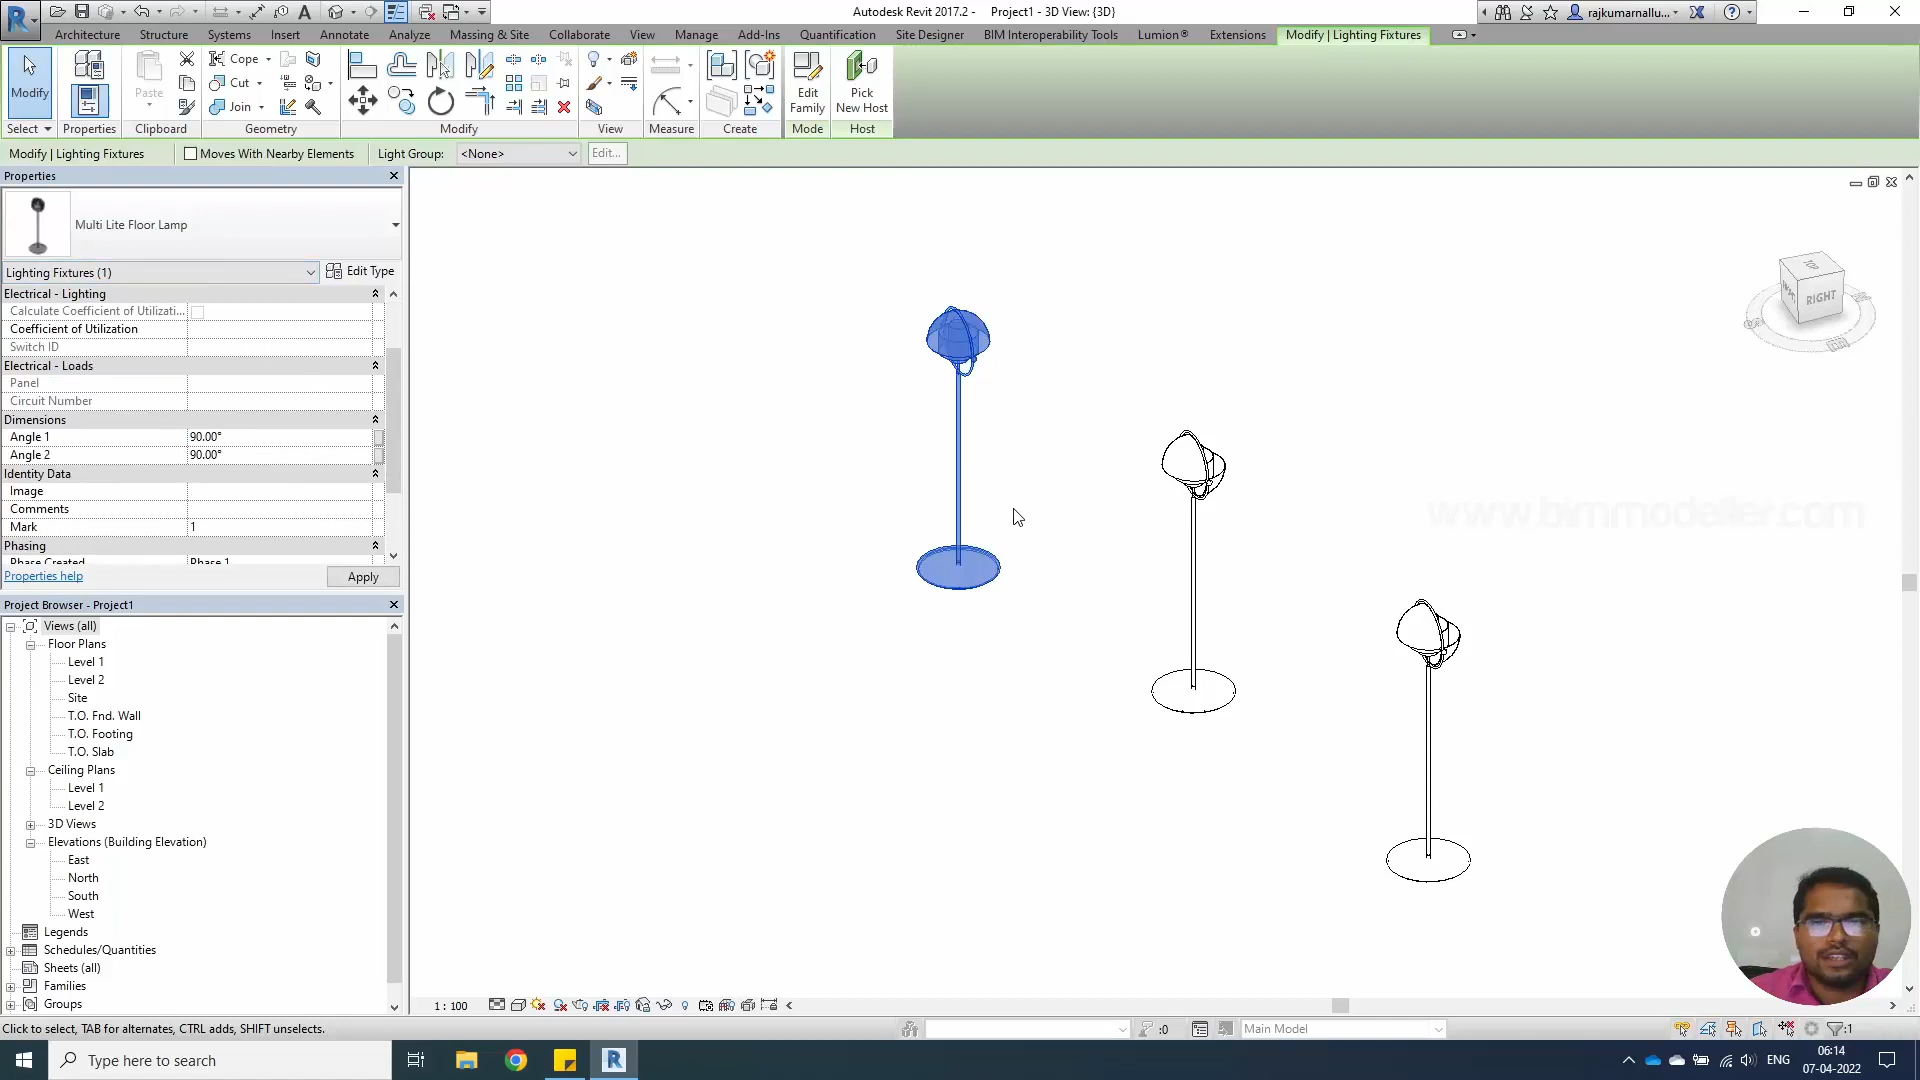 Autodesk Revit 2017.2 -    Project1 - 3D View: {3D}
rajkumarnallu...
Architecture Structure Systems Insert Annotate Analyze Massing & Site Collaborate View Manage Add-Ins Quantification Site Designer BIM Interoperability Tools Lumion® Extensions Modify | Lighting Fixtures
Modify
Paste
Cope
Cut
Join
Edit Family
Pick New Host
Select Properties Clipboard Geometry Modify View Measure Create Mode Host
Modify | Lighting Fixtures Moves With Nearby Elements Light Group: <None> Edit...
Properties
Multi Lite Floor Lamp
Lighting Fixtures (1) Edit Type
Electrical - Lighting
Calculate Coefficient of Utilizati...
Coefficient of Utilization
Switch ID
Electrical - Loads
Panel
Circuit Number
Dimensions
Angle 1 90.00°
Angle 2 90.00°
Identity Data
Image
Comments
Mark 1
Phasing
Phase Created Phase 1
Properties help Apply
Project Browser - Project1
Views (all)
Floor Plans
Level 1
Level 2
Site
T.O. Fnd. Wall
T.O. Footing
T.O. Slab
Ceiling Plans
Level 1
Level 2
3D Views
Elevations (Building Elevation)
East
North
South
West
Legends
Schedules/Quantities
Sheets (all)
Families
Groups
TOP
RIGHT
www.bimmodeller.com
1 : 100
Click to select, TAB for alternates, CTRL adds, SHIFT unselects.
:0 Main Model :1
Type here to search
ENG
06:14
07-04-2022